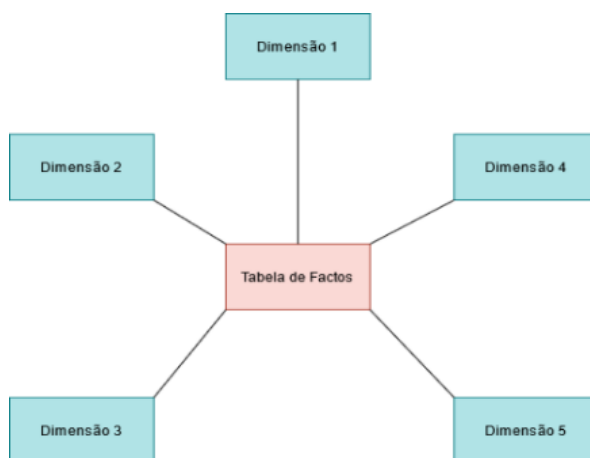 Dimensão 1
Dimensão 2
Dimensão 4
Tabela de Factos
Dimensão 3
Dimensão 5